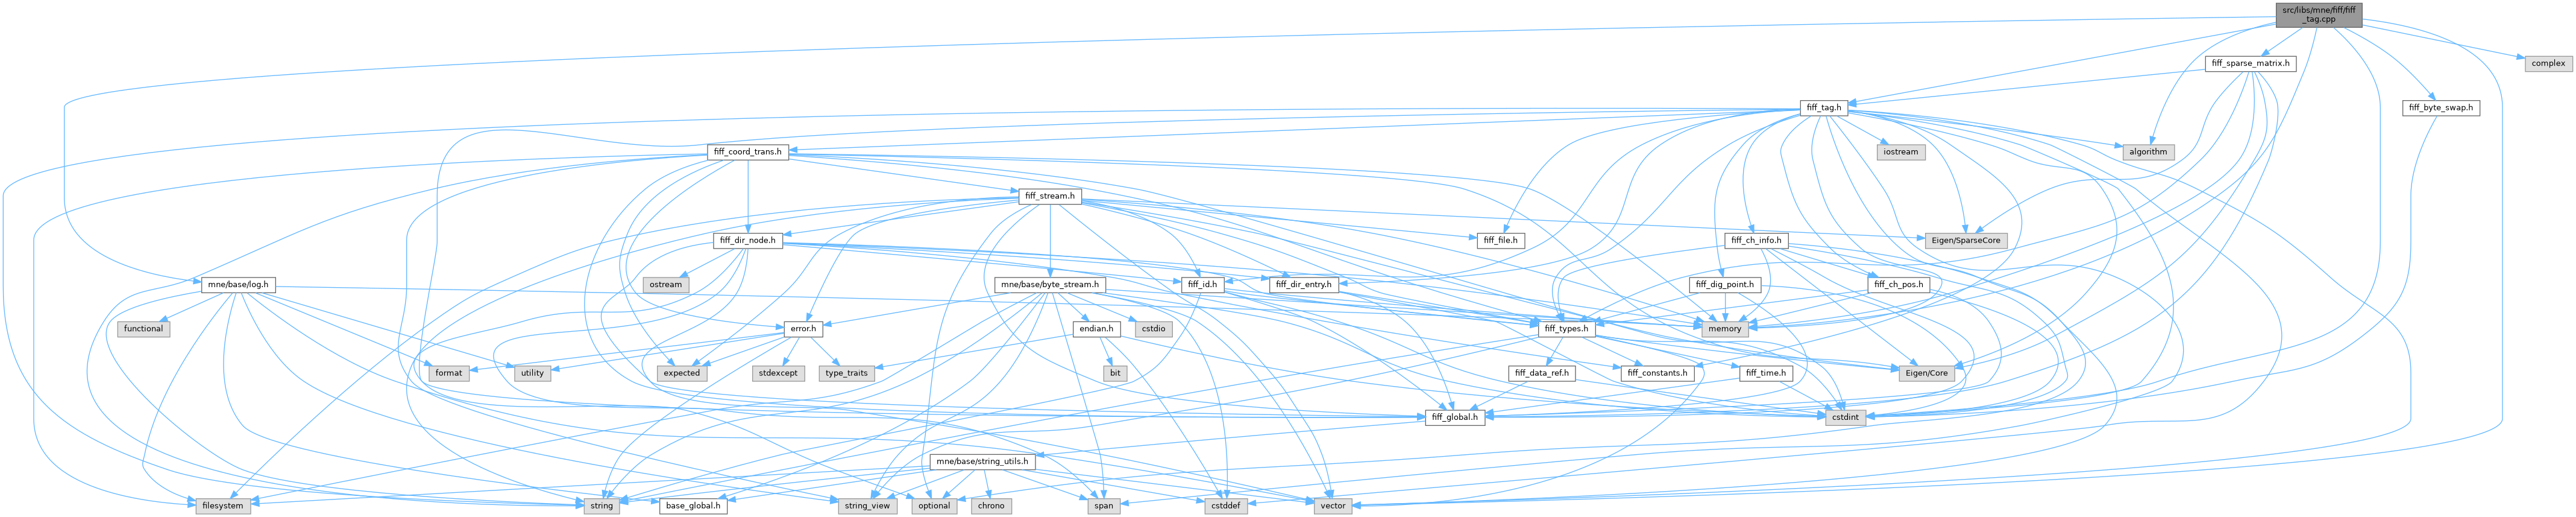 src/libs/mne/fiff/fiff
_tag.cpp
fiff_sparse_matrix.h
complex
fiff_tag.h
fiff_byte_swap.h
fiff_coord_trans.h
iostream
algorithm
fiff_stream.h
fiff_dir_node.h
fiff_file.h
fiff_ch_info.h
Eigen/SparseCore
mne/base/log.h
ostream
mne/base/byte_stream.h
fiff_id.h
fiff_dir_entry.h
fiff_dig_point.h
fiff_ch_pos.h
functional
error.h
endian.h
cstdio
fiff_types.h
memory
format
utility
expected
stdexcept
type_traits
bit
fiff_data_ref.h
fiff_constants.h
fiff_time.h
Eigen/Core
fiff_global.h
cstdint
mne/base/string_utils.h
filesystem
string
base_global.h
string_view
optional
chrono
span
cstddef
vector